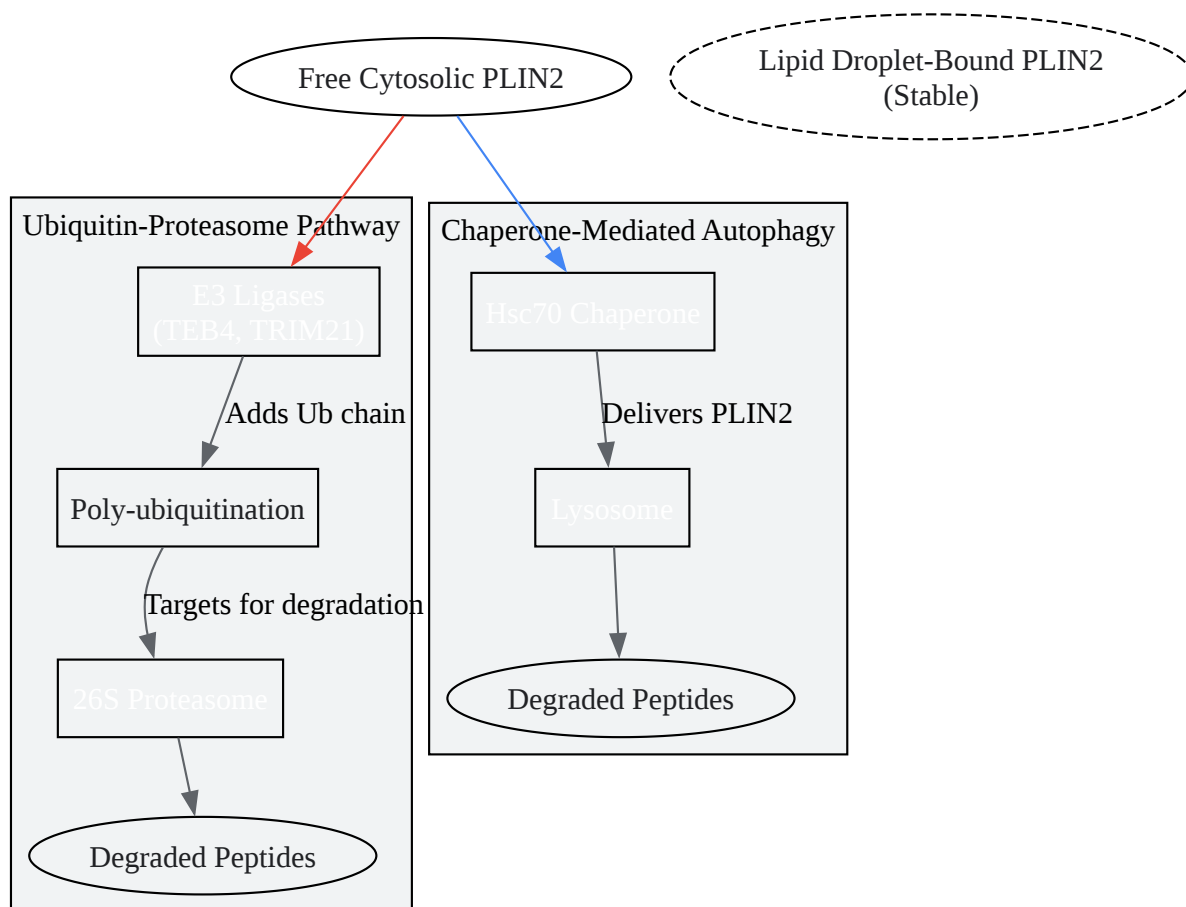 Free Cytosolic PLIN2
Lipid Droplet-Bound PLIN2
(Stable)
Ubiquitin-Proteasome Pathway
E3 Ligases
(TEB4, TRIM21)
Adds Ub chain
Poly-ubiquitination
Targets for degradation
26S Proteasome
Degraded Peptides
Chaperone-Mediated Autophagy
Hsc70 Chaperone
Delivers PLIN2
Lysosome
Degraded Peptides